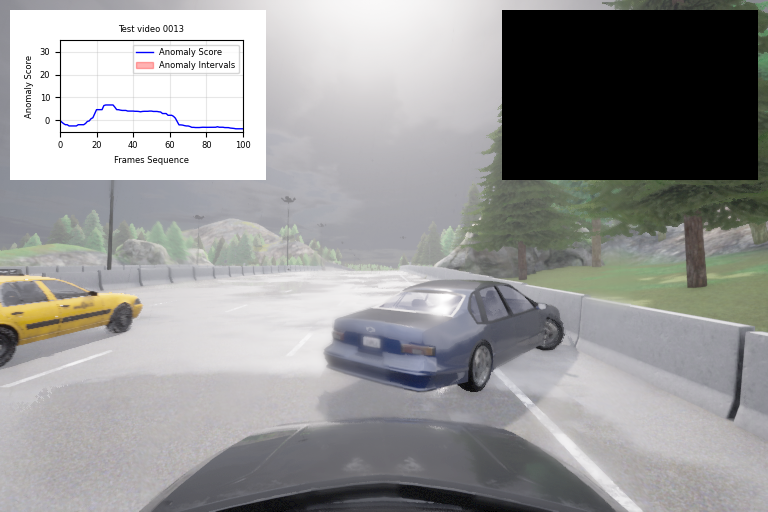 Test video 0013
Anomaly Score
Anomaly Intervals
Anomaly Score
30
20
10
0
0 20 40 60 80 100
Frames Sequence